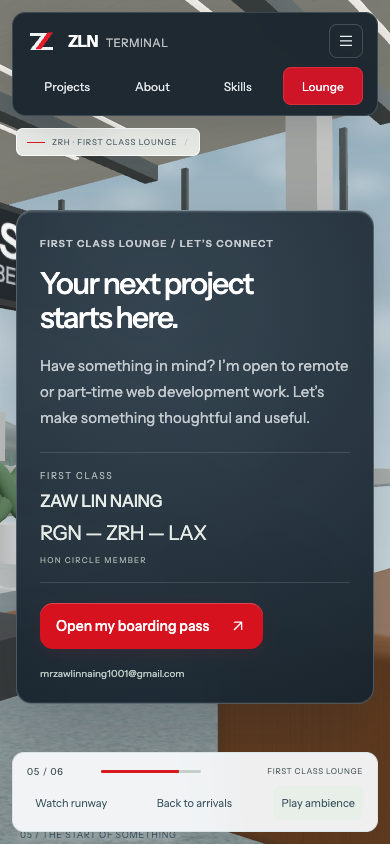 ZLN TERMINAL
Projects About Skills Lounge
ZRH · FIRST CLASS LOUNGE /
S
BE
FIRST CLASS LOUNGE / LET'S CONNECT
Your next project
starts here.
Have something in mind? I'm open to remote
or part-time web development work. Let's
make something thoughtful and useful.
FIRST CLASS
ZAW LIN NAING
RGN — ZRH — LAX
HON CIRCLE MEMBER
Open my boarding pass
mrzawlinnaing1001@gmail.com
05 / 06 FIRST CLASS LOUNGE
Walk runway Back to arrivals Play ambience
05 / THE START OF SOMETHING